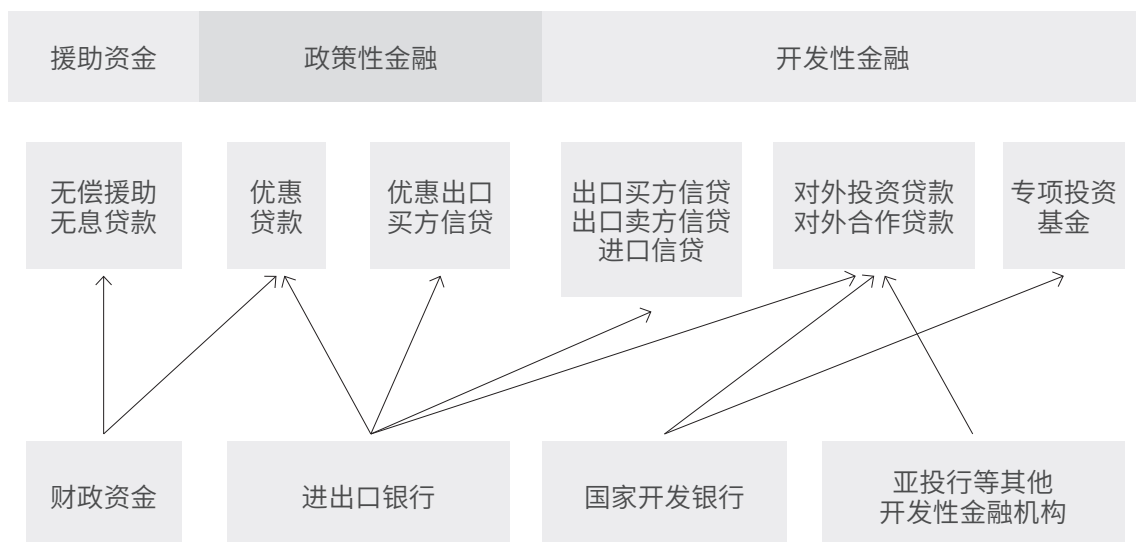 援助资金
政策性金融
开发性金融
无偿援助
无息贷款
优惠
贷款
优惠出口
买方信贷
出口买方信贷
出口卖方信贷
进口信贷
对外投资贷款
对外合作贷款
专项投资
基金
财政资金
进出口银行
国家开发银行
亚投行等其他
开发性金融机构